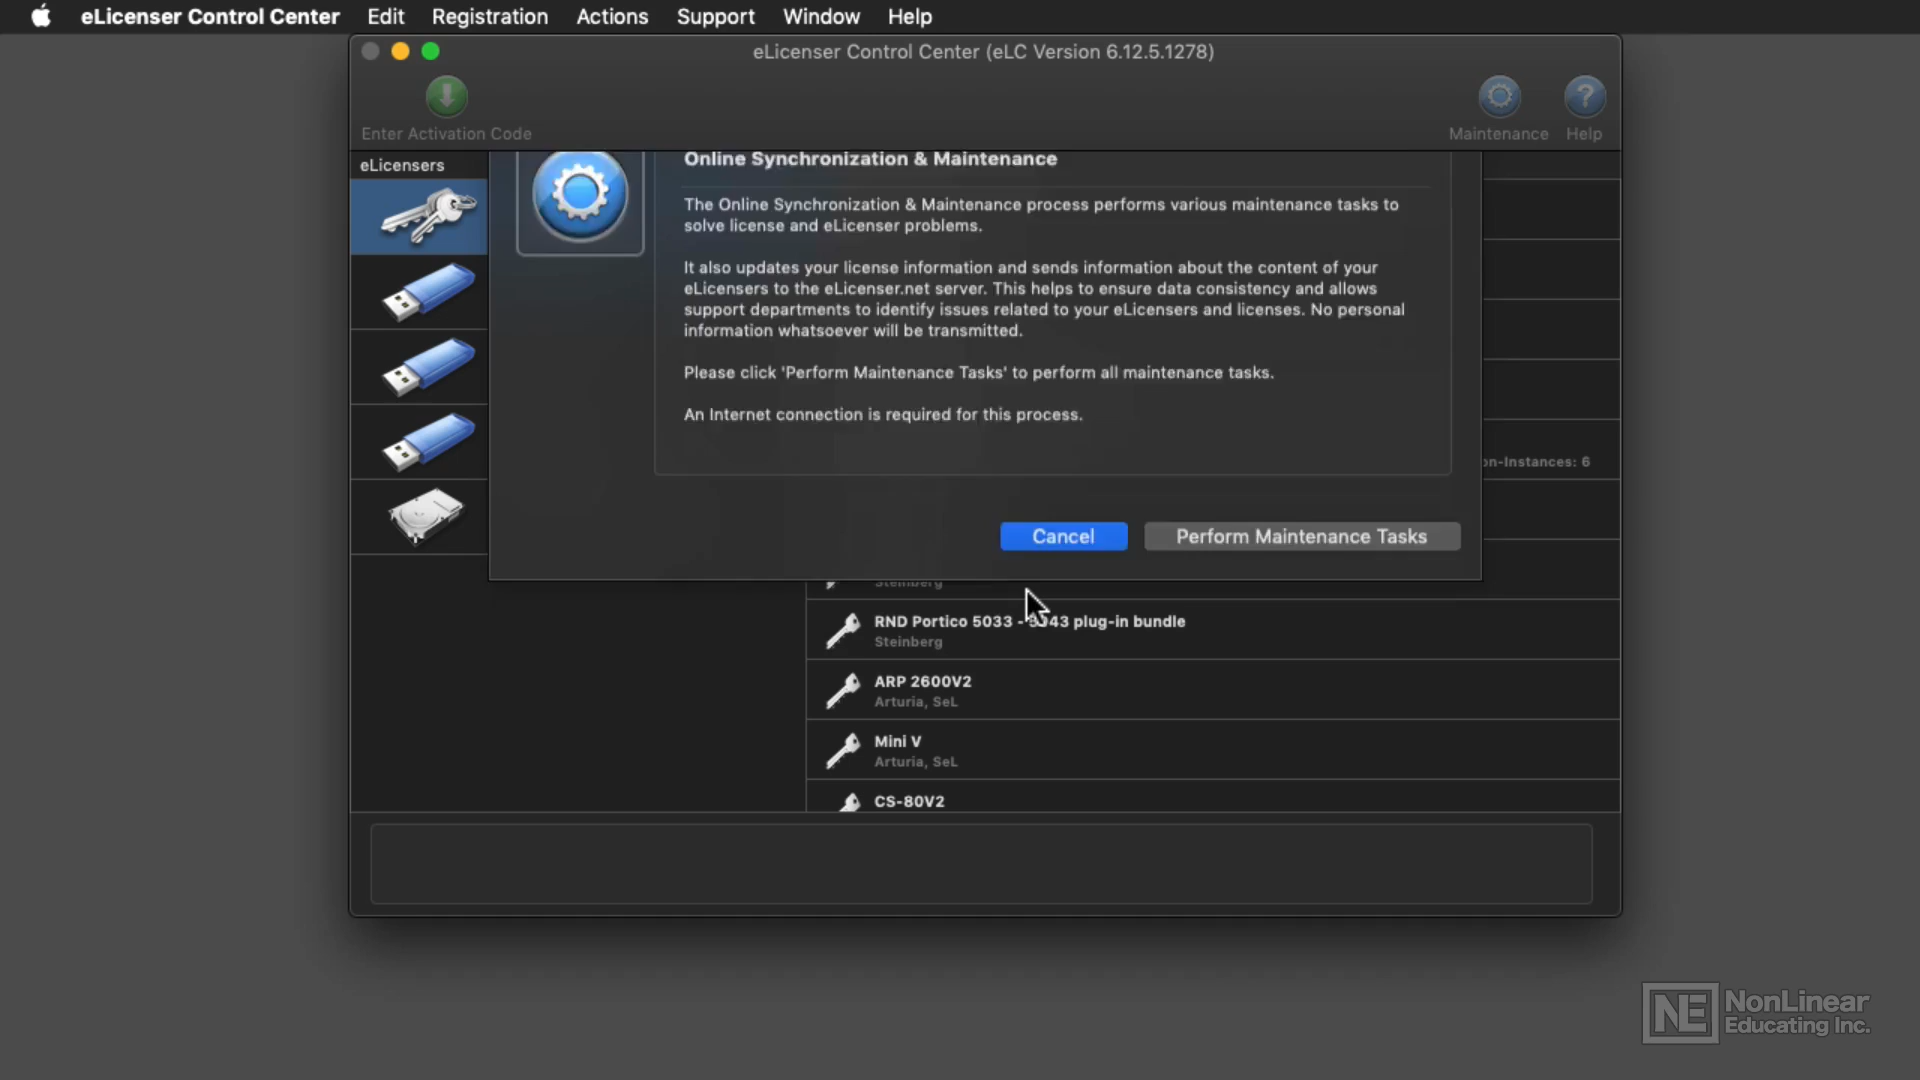 eLicenser Control Center Edit Registration Actions Support Window Help
eLicenser Control Center (eLC Version 6.12.5.1278)
Enter Activation Code
Maintenance Help
eLicensers
Online Synchronization & Maintenance
The Online Synchronization & Maintenance process performs various maintenance tasks to
solve license and eLicenser problems.
It also updates your license information and sends information about the content of your
eLicensers to the eLicenser.net server. This helps to ensure data consistency and allows
support departments to identify issues related to your eLicensers and licenses. No personal
information whatsoever will be transmitted.
Please click 'Perform Maintenance Tasks' to perform all maintenance tasks.
An Internet connection is required for this process.
on-Instances: 6
Cancel Perform Maintenance Tasks
Steinberg
RND Portico 5033 - 5043 plug-in bundle
Steinberg
ARP 2600V2
Arturia, SeL
Mini V
Arturia, SeL
CS-80V2
NE NonLinear
Educating Inc.